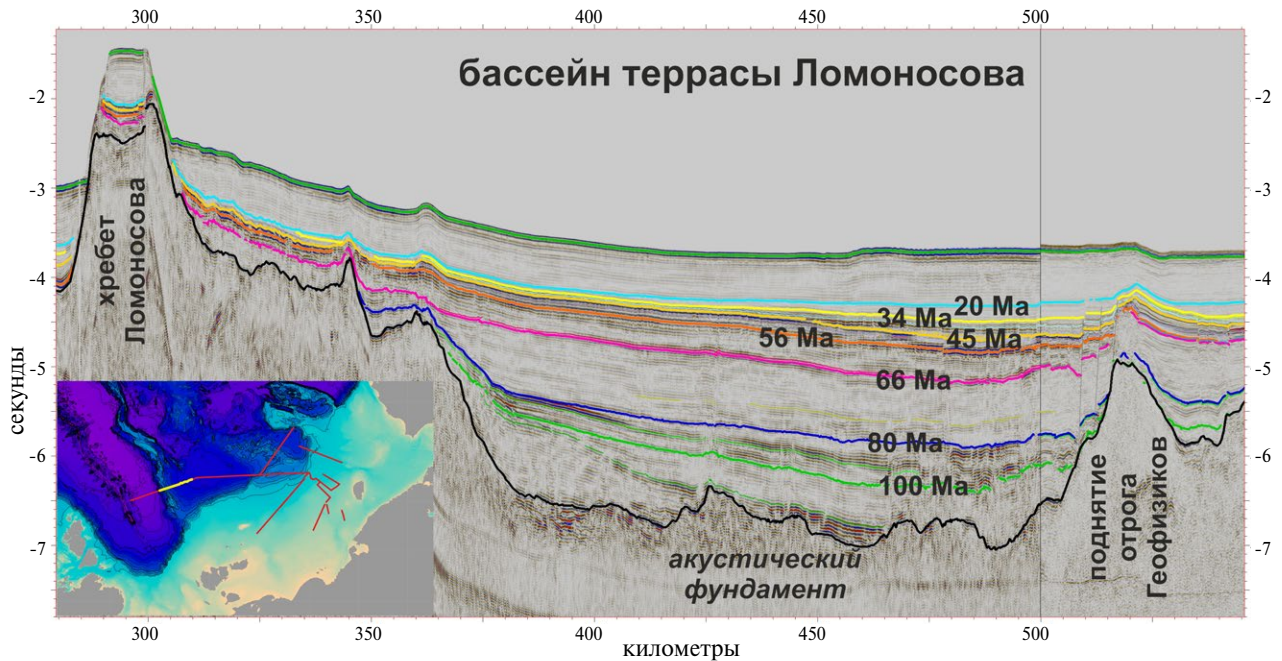 300 350 400 450 500
бассейн террасы Ломоносова
-2 -2
-3 -3
хребет
Ломоносова
-4 -4
20 Ma
34 Ma
45 Ma
56 Ma
-5 -5
66 Ma
80 Ma
-6 -6
100 Ma
-7 -7
акустический
фундамент
поднятие
отрога
Геофизиков
секунды
300 350 400 450 500
километры